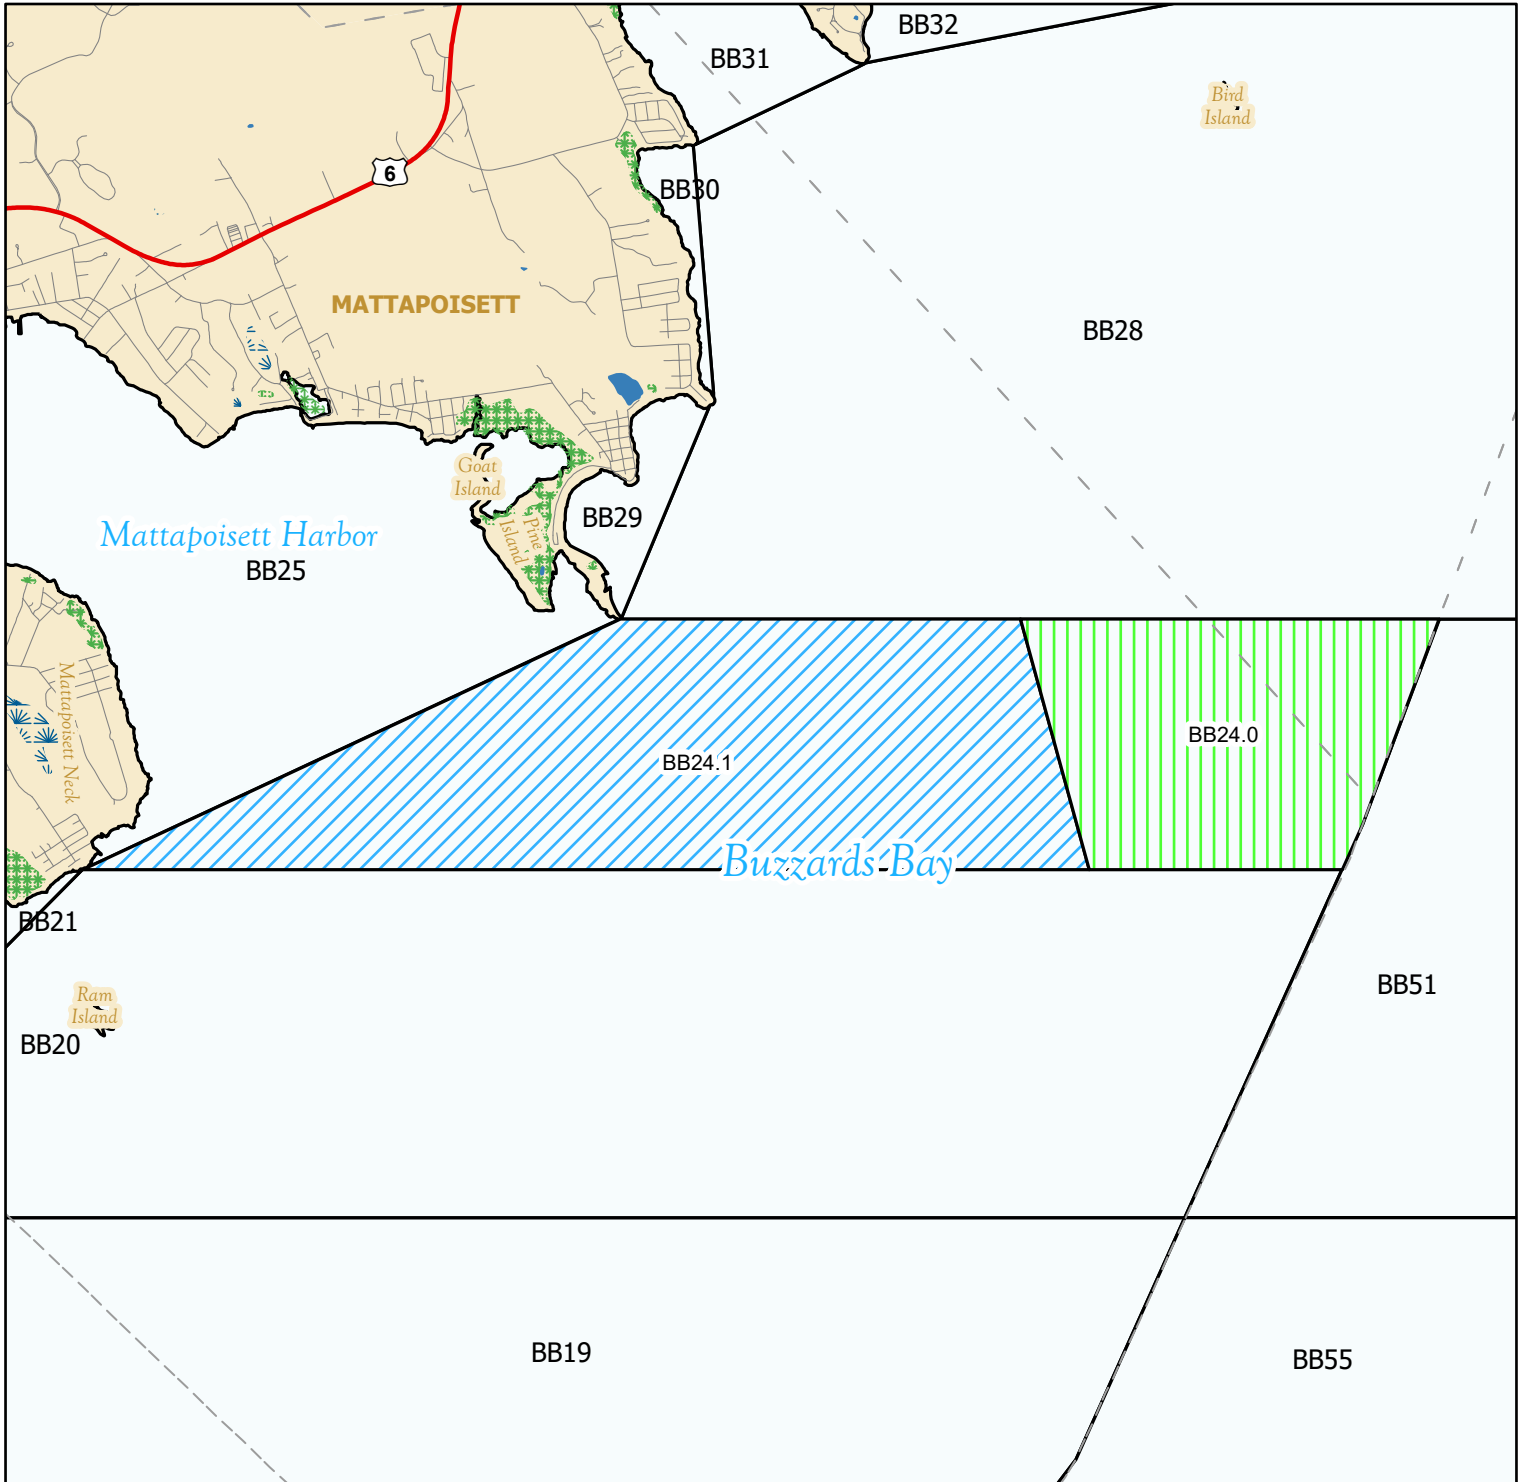 BB32
BB31
Bird
Island
6
BB30
MATTAPOISETT
BB28
Goat
Island
Pine
Island
BB29
Mattapoisett Harbor
BB25
Mattapoisett Neck
BB24.0
BB24.1
Buzzards Bay
BB21
BB51
Ram
Island
BB20
BB19
BB55